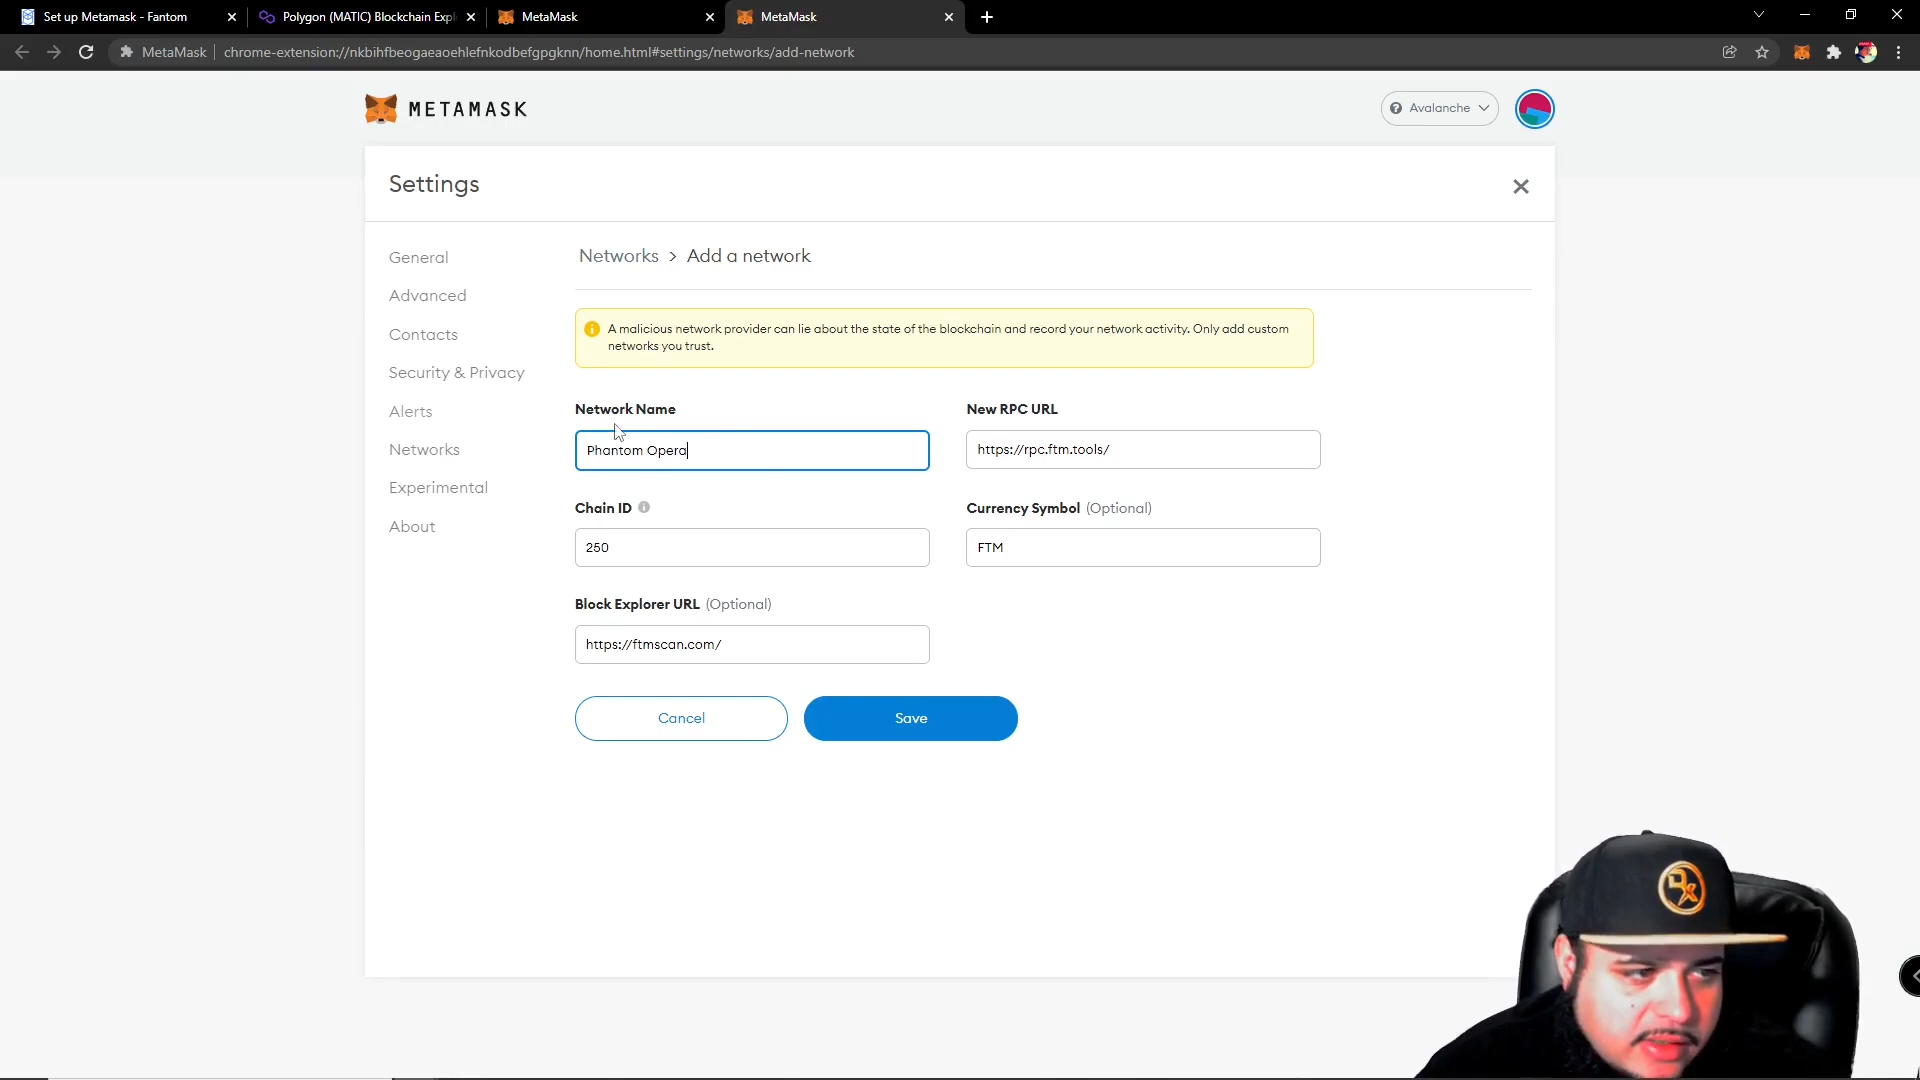 Set up Metamask - Fantom
Polygon (MATIC) Blockchain Expl
MetaMask
MetaMask
MetaMask
chrome-extension://nkbihfbeogaeaoehlefnkodbefgpgknn/home.html#settings/networks/add-network
METAMASK
Avalanche
Settings
General
Advanced
Contacts
Security & Privacy
Alerts
Networks
Experimental
About
Networks > Add a network
A malicious network provider can lie about the state of the blockchain and record your network activity. Only add custom
networks you trust.
Network Name
Phantom Opera
New RPC URL
https://rpc.ftm.tools/
Chain ID
250
Currency Symbol (Optional)
FTM
Block Explorer URL (Optional)
https://ftmscan.com/
Cancel
Save
DX